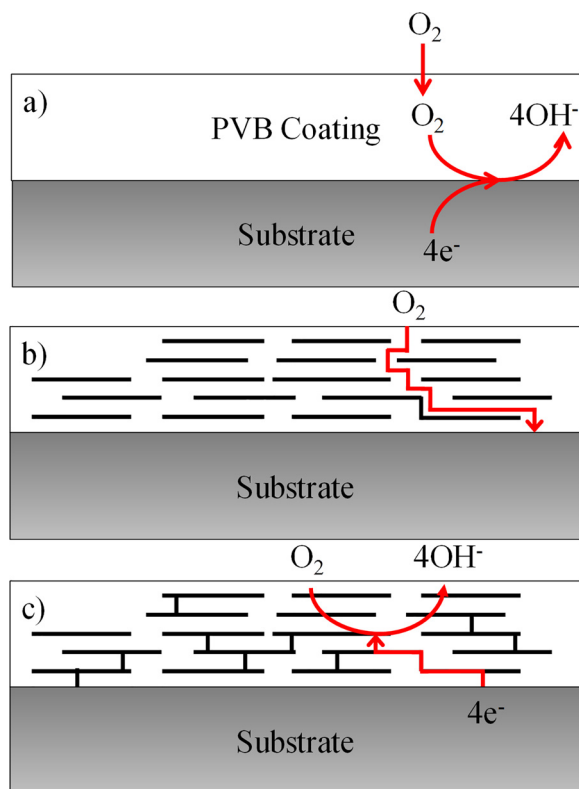 O₂
a)
PVB Coating O₂ 4OH⁻
Substrate
4e⁻
O₂
b)
Substrate
O₂ 4OH⁻
c)
4e⁻
Substrate